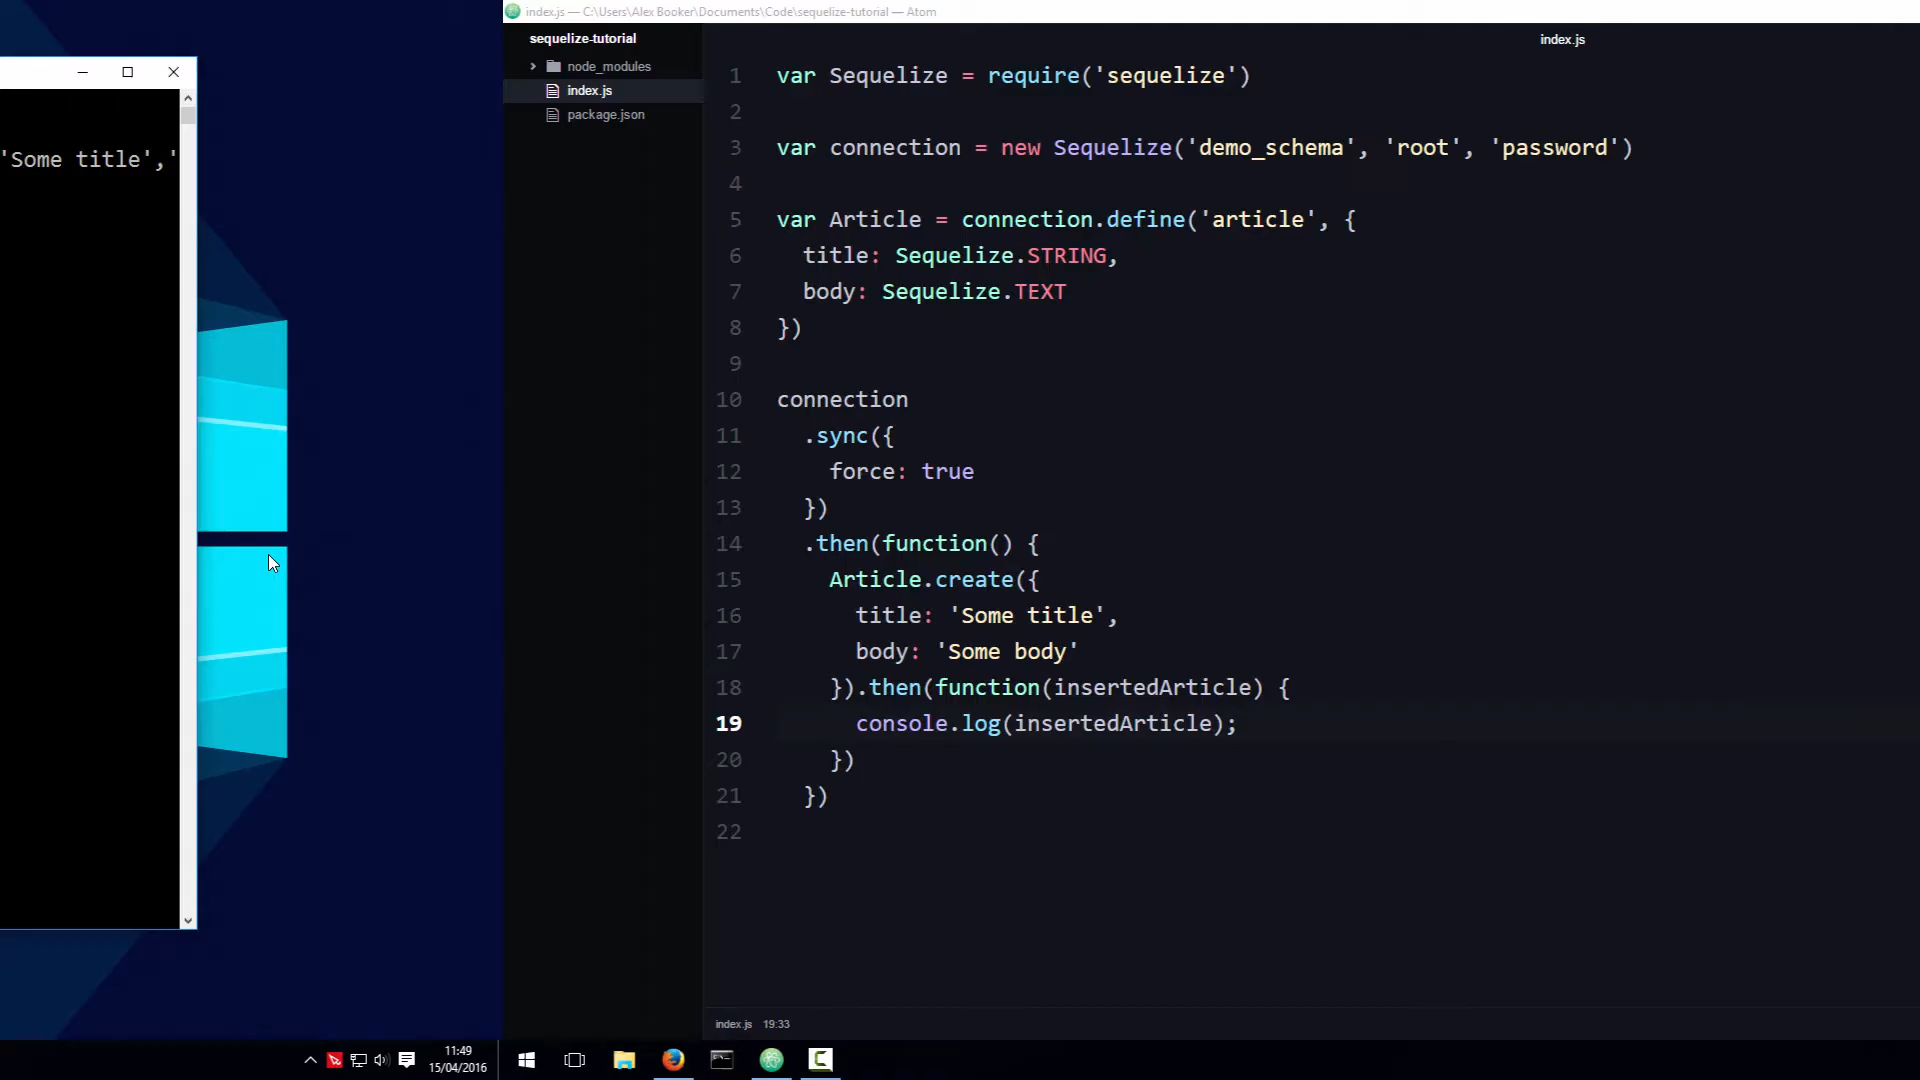 index.js — C:\Users\Alex Booker\Documents\Code\sequelize-tutorial — Atom
sequelize-tutorial
node_modules
index.js
package.json
'Some title','
index.js
1 var Sequelize = require('sequelize')
2
3 var connection = new Sequelize('demo_schema', 'root', 'password')
4
5 var Article = connection.define('article', {
6 title: Sequelize.STRING,
7 body: Sequelize.TEXT
8 })
9
10 connection
11 .sync({
12 force: true
13 })
14 .then(function() {
15 Article.create({
16 title: 'Some title',
17 body: 'Some body'
18 }).then(function(insertedArticle) {
19 console.log(insertedArticle);
20 })
21 })
22
index.js 19:33
11:49
15/04/2016